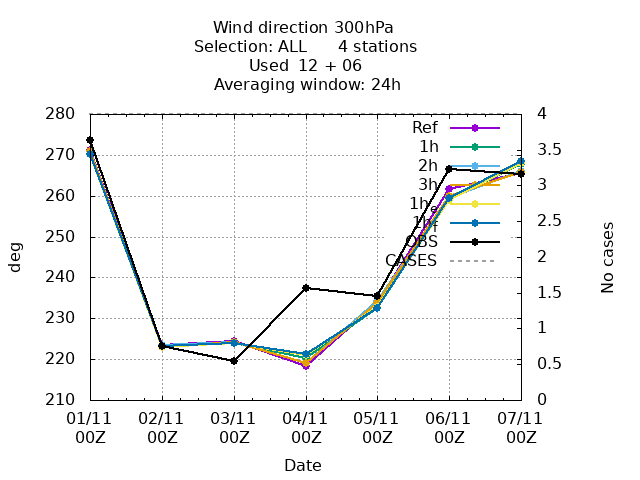 Wind direction 300hPa
Selection: ALL      4 stations
Used  12 + 06
Averaging window: 24h
280
270
260
250
240
230
220
210
deg
4
3.5
3
2.5
2
1.5
1
0.5
0
No cases
Ref
1h
2h
3h
1he
1hf
OBS
CASES
01/11 02/11 03/11 04/11 05/11 06/11 07/11
00Z 00Z 00Z 00Z 00Z 00Z 00Z
Date